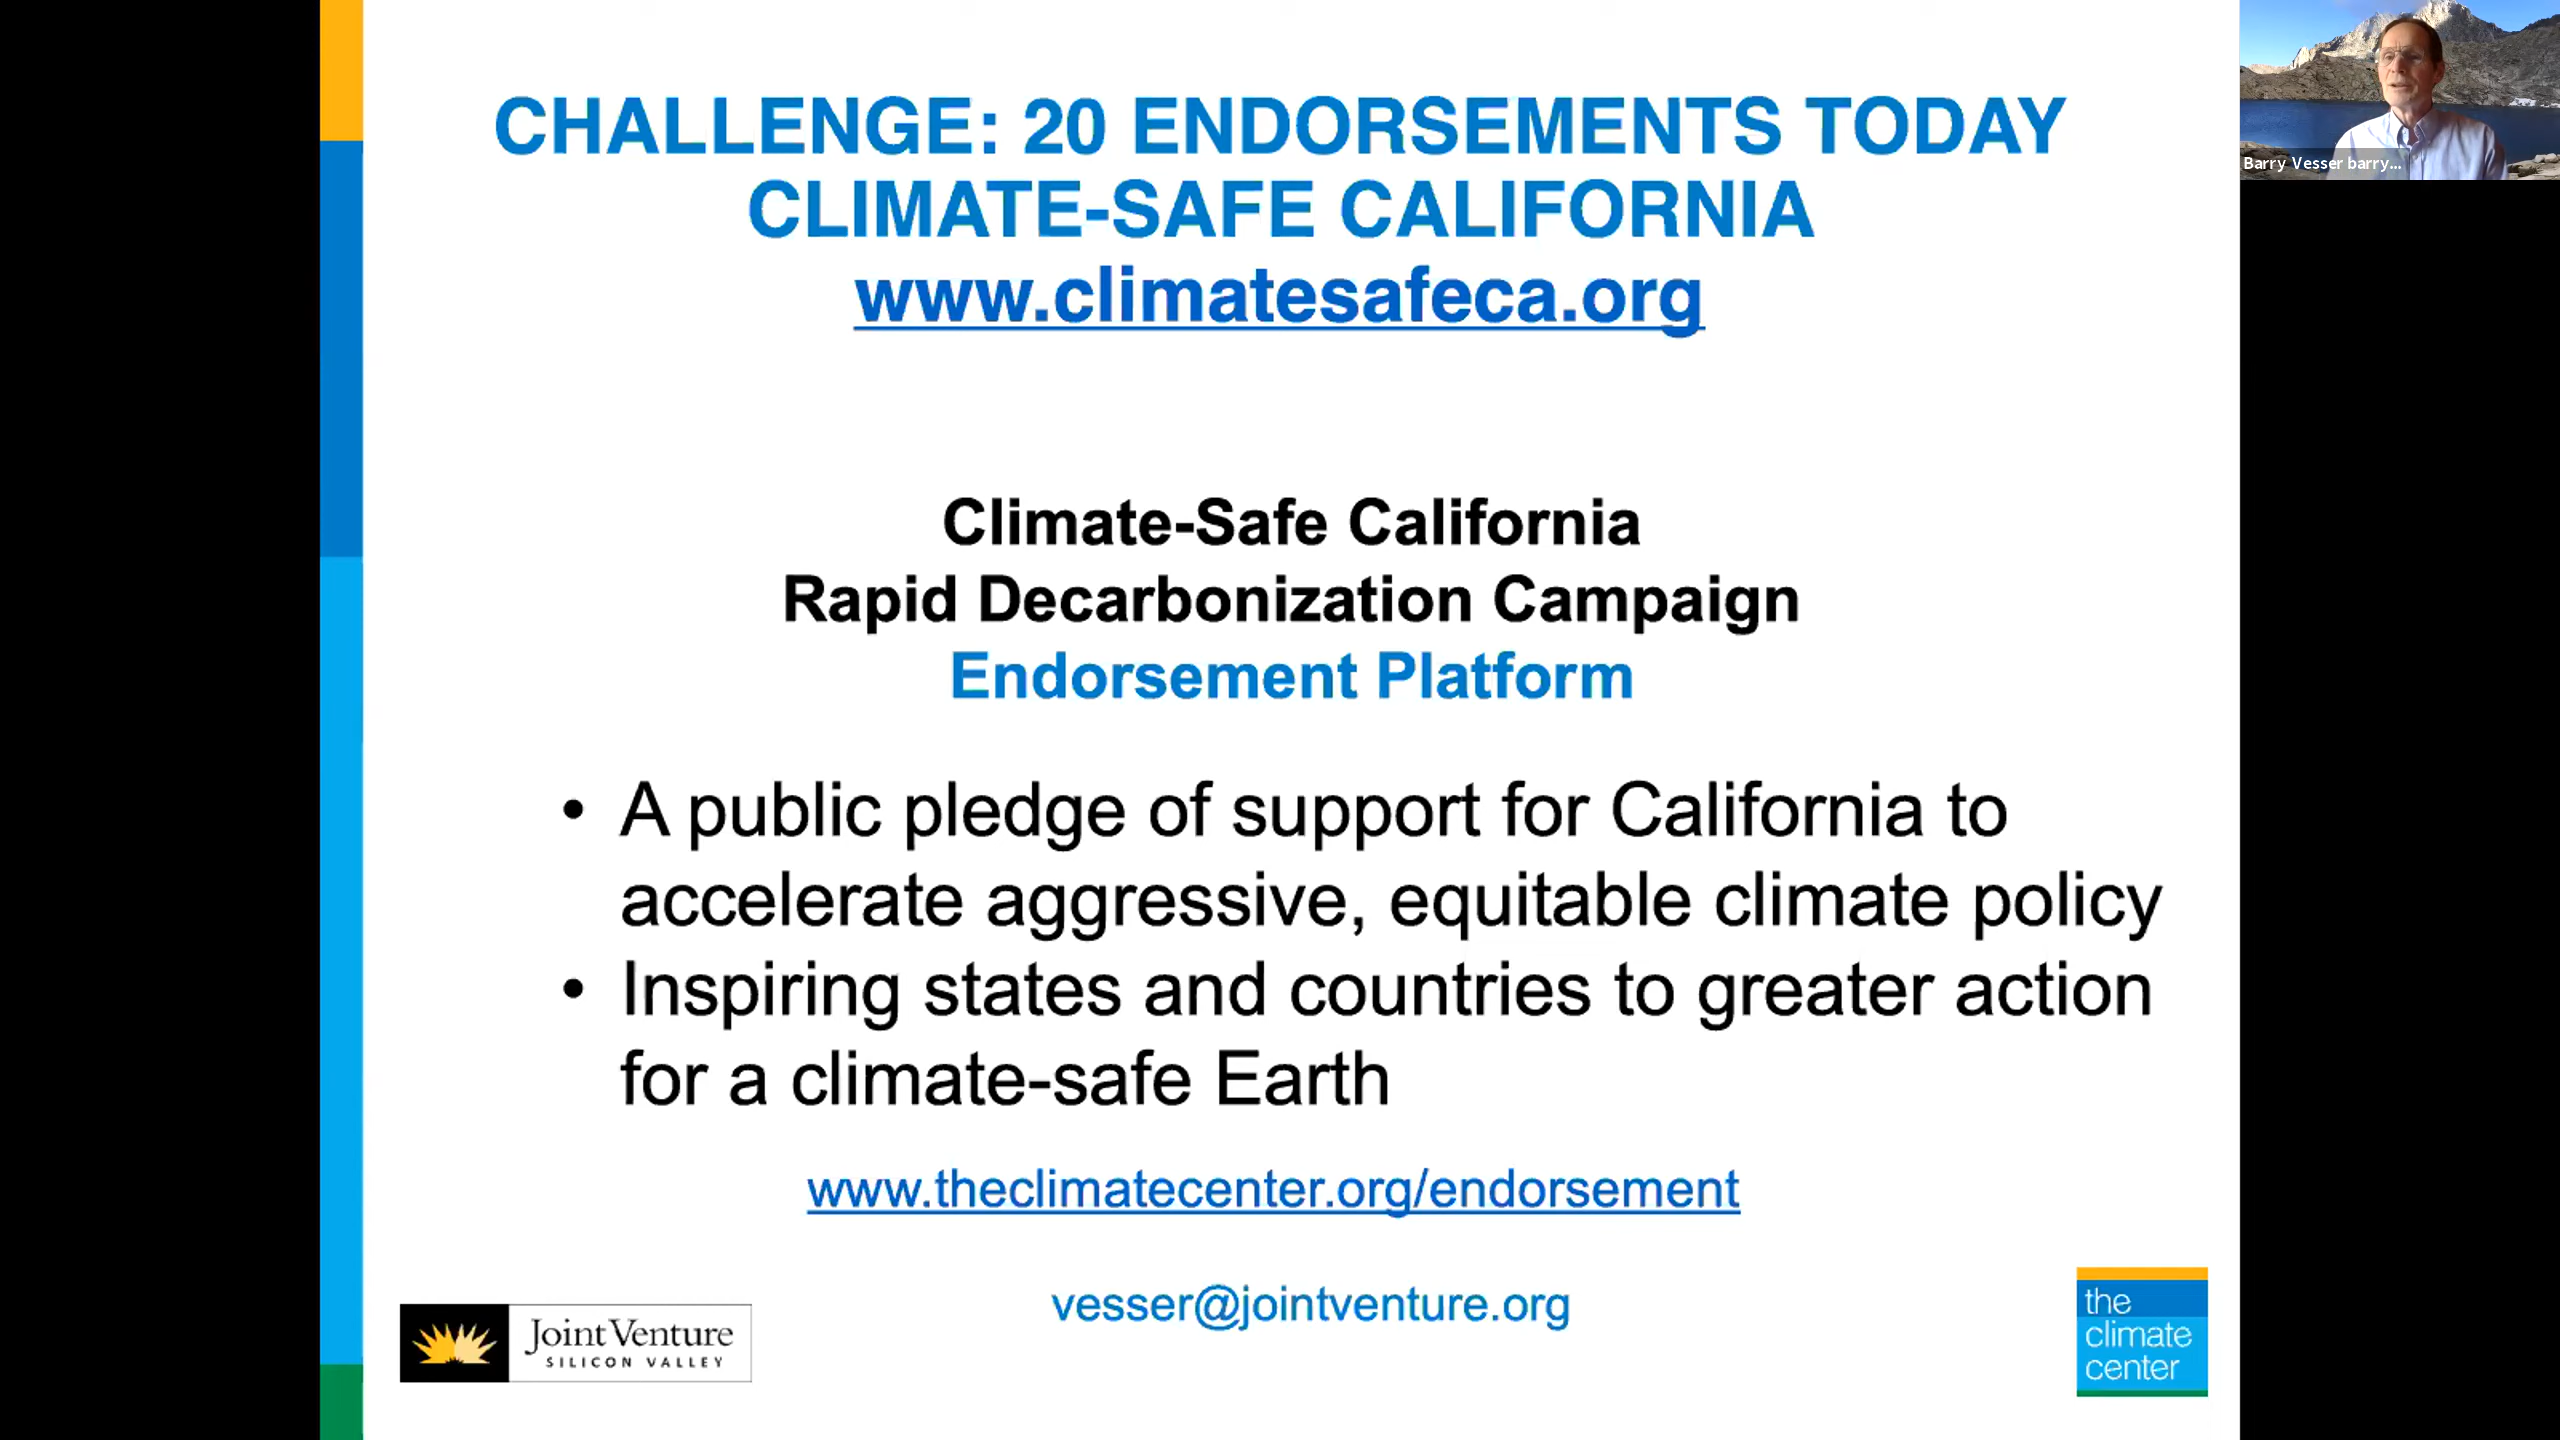 CHALLENGE: 20 ENDORSEMENTS TODAY
CLIMATE-SAFE CALIFORNIA
www.climatesafeca.org
Barry Vesser barry...
Climate-Safe California
Rapid Decarbonization Campaign
Endorsement Platform
• A public pledge of support for California to
accelerate aggressive, equitable climate policy
• Inspiring states and countries to greater action
for a climate-safe Earth
www.theclimatecenter.org/endorsement
vesser@jointventure.org
Joint Venture
SILICON VALLEY
the
climate
center